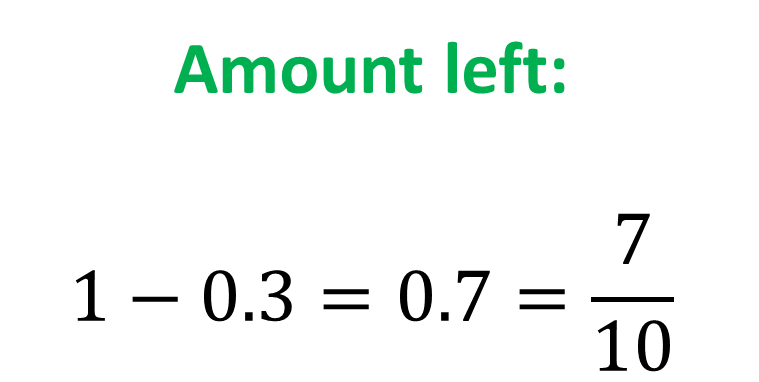 Amount left:
1 − 0.3 = 0.7 = 7/10